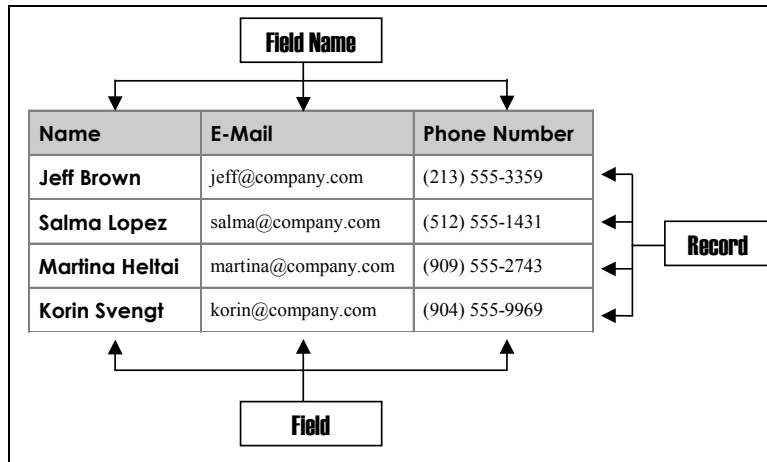 Field Name
Name E-Mail Phone Number
Jeff Brown jeff@company.com (213) 555-3359
Salma Lopez salma@company.com (512) 555-1431
Martina Heltai martina@company.com (909) 555-2743
Korin Svengt korin@company.com (904) 555-9969
Record
Field